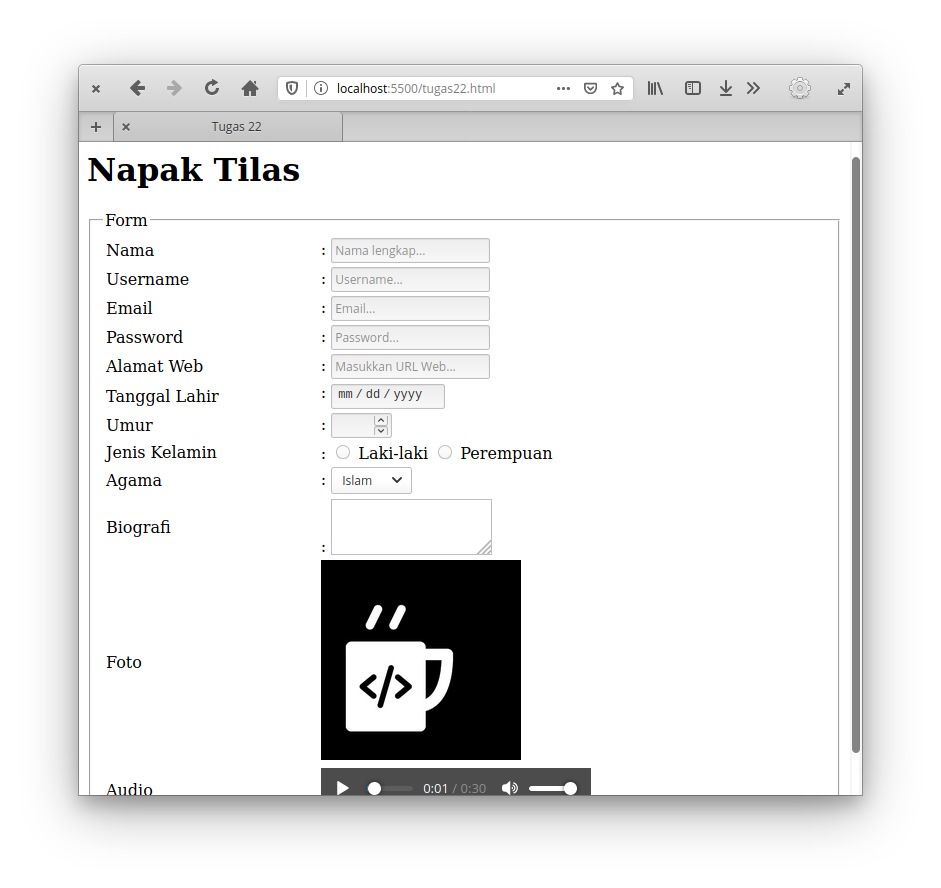 localhost:5500/tugas22.html
Tugas 22
Napak Tilas
Form
Nama : Nama lengkap...
Username : Username...
Email : Email...
Password : Password...
Alamat Web : Masukkan URL Web...
Tanggal Lahir : mm / dd / yyyy
Umur :
Jenis Kelamin : Laki-laki Perempuan
Agama : Islam
Biografi :
Foto
</>
Audio 0:01 / 0:30